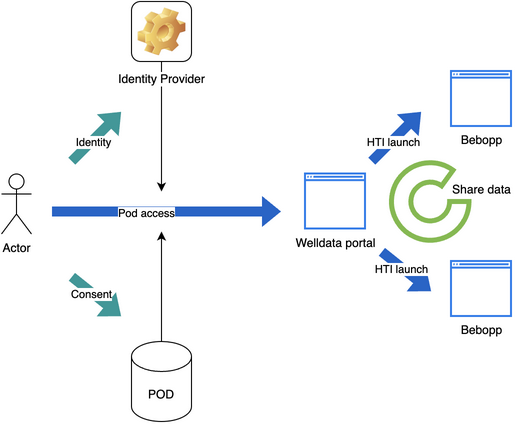 Identity Provider
Identity
HTI launch
Bebopp
Share data
Actor
Pod access
Welldata portal
HTI launch
Consent
Bebopp
POD